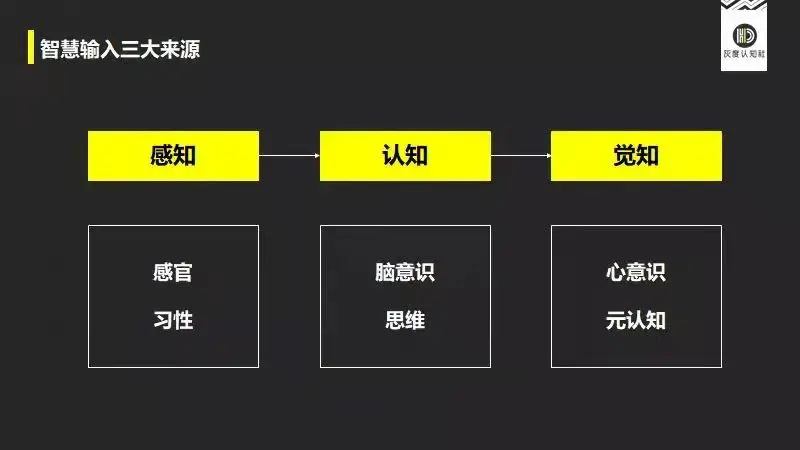 智慧输入三大来源
灰度认知社
感知
认知
觉知
感官
习性
脑意识
思维
心意识
元认知